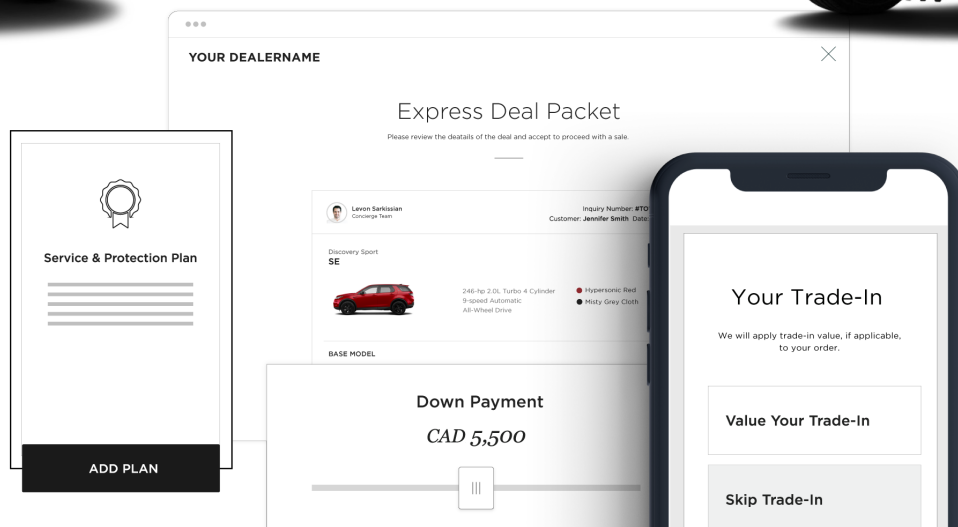 YOUR DEALERNAME
Express Deal Packet
Please review the deatails of the deal and accept to proceed with a sale.
Levon Sarkissian
Concierge Team
Inquiry Number: #TO
Customer: Jennifer Smith Date:
Discovery Sport
SE
246-hp 2.0L Turbo 4 Cylinder
9-speed Automatic
All-Wheel Drive
Hypersonic Red
Misty Grey Cloth
BASE MODEL
Service & Protection Plan
ADD PLAN
Down Payment
CAD 5,500
Your Trade-In
We will apply trade-in value, if applicable,
to your order.
Value Your Trade-In
Skip Trade-In